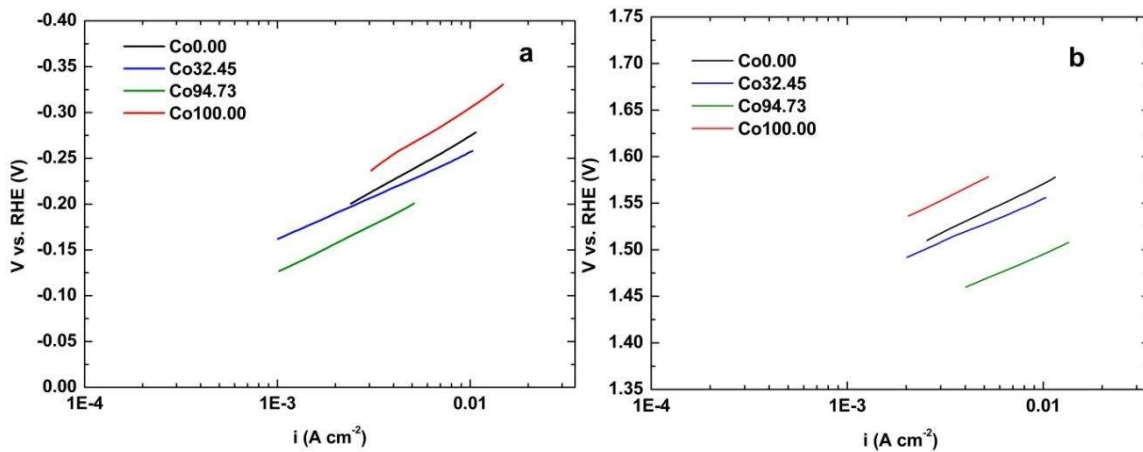 -0.40
-0.35
-0.30
-0.25
-0.20
-0.15
-0.10
-0.05
0.00
V vs. RHE (V)
Co0.00
Co32.45
Co94.73
Co100.00
a
1E-4
1E-3
0.01
i (A cm-2)
1.75
1.70
1.65
1.60
1.55
1.50
1.45
1.40
1.35
V vs. RHE (V)
Co0.00
Co32.45
Co94.73
Co100.00
b
1E-4
1E-3
0.01
i (A cm-2)